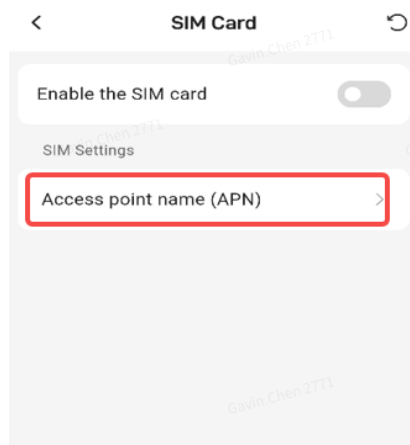 SIM Card
Gavin.Chen 2771
Enable the SIM card
Chen 2771
SIM Settings
Access point name (APN)
Gavin.Chen 2771